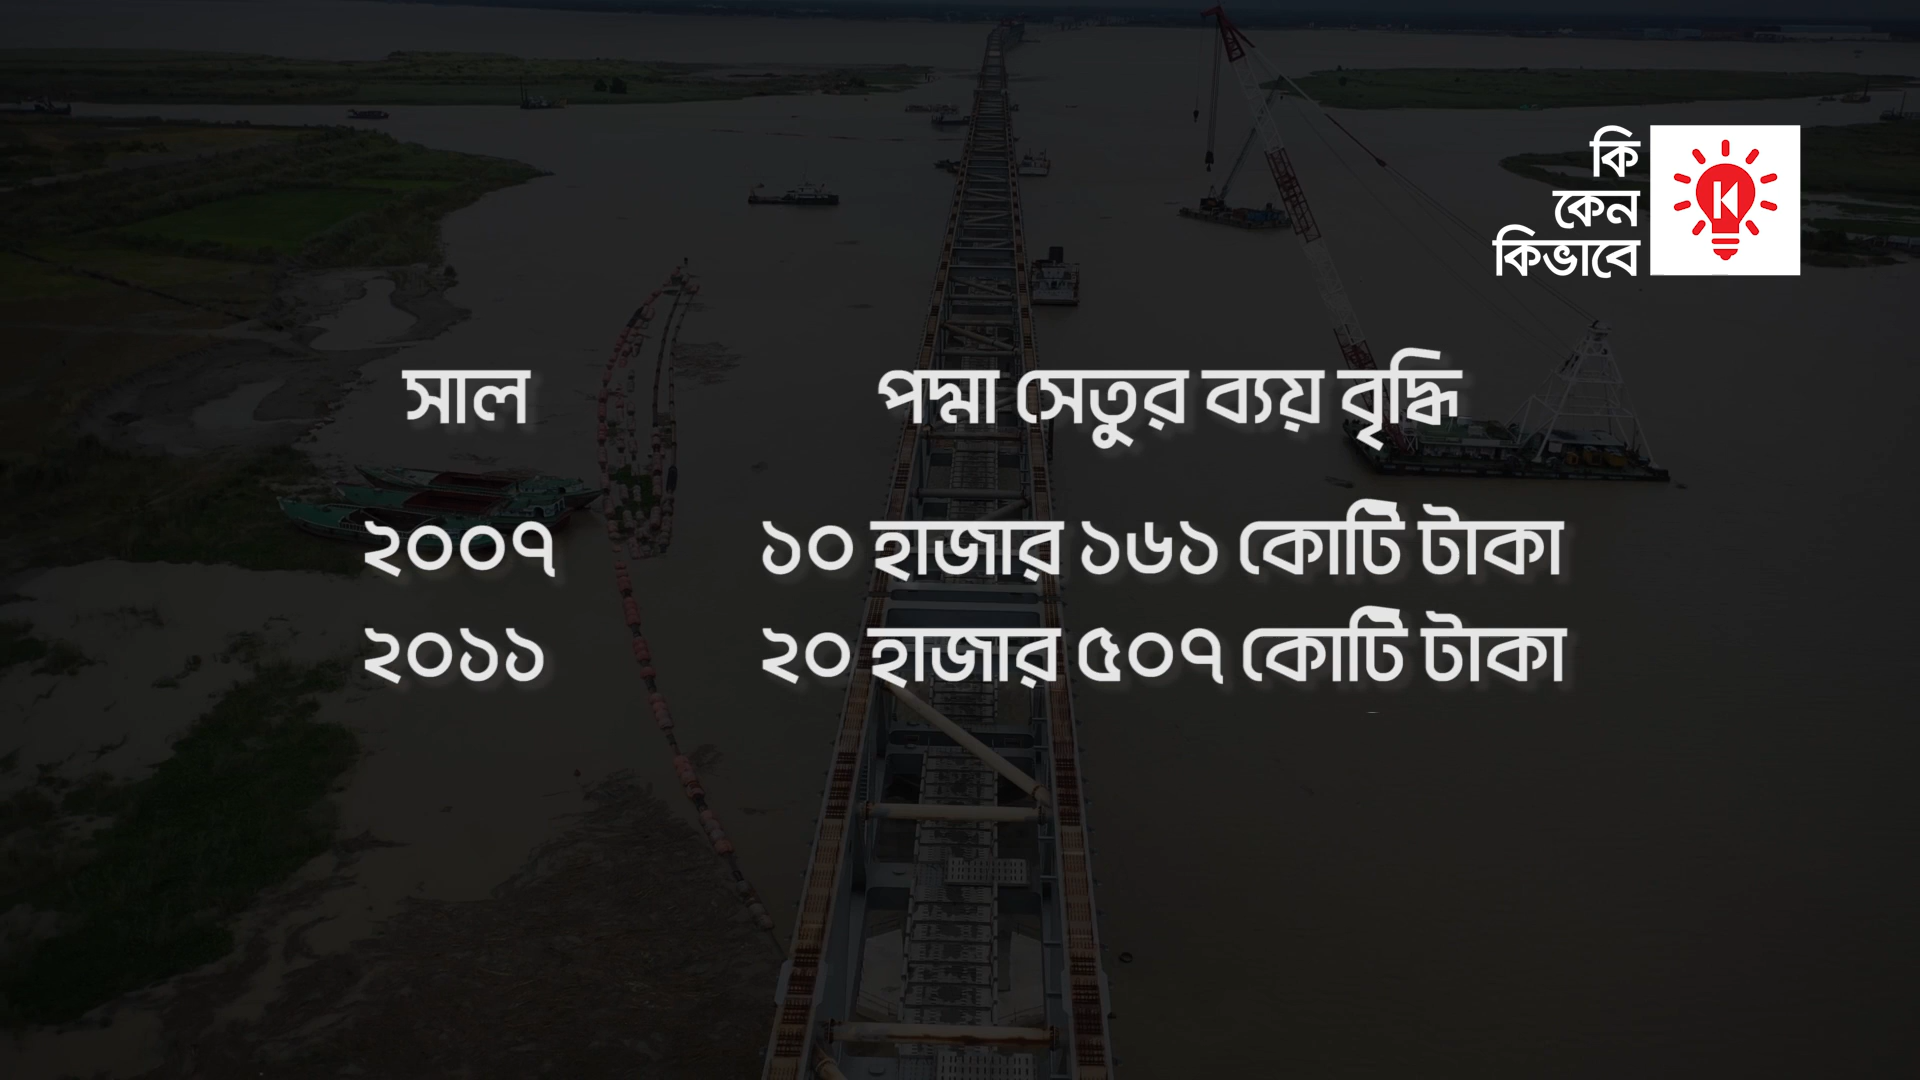 কি
কেন
কিভাবে
সাল পদ্মা সেতুর ব্যয় বৃদ্ধি
২০০৭ ১০ হাজার ১৬১ কোটি টাকা
২০১১ ২০ হাজার ৫০৭ কোটি টাকা